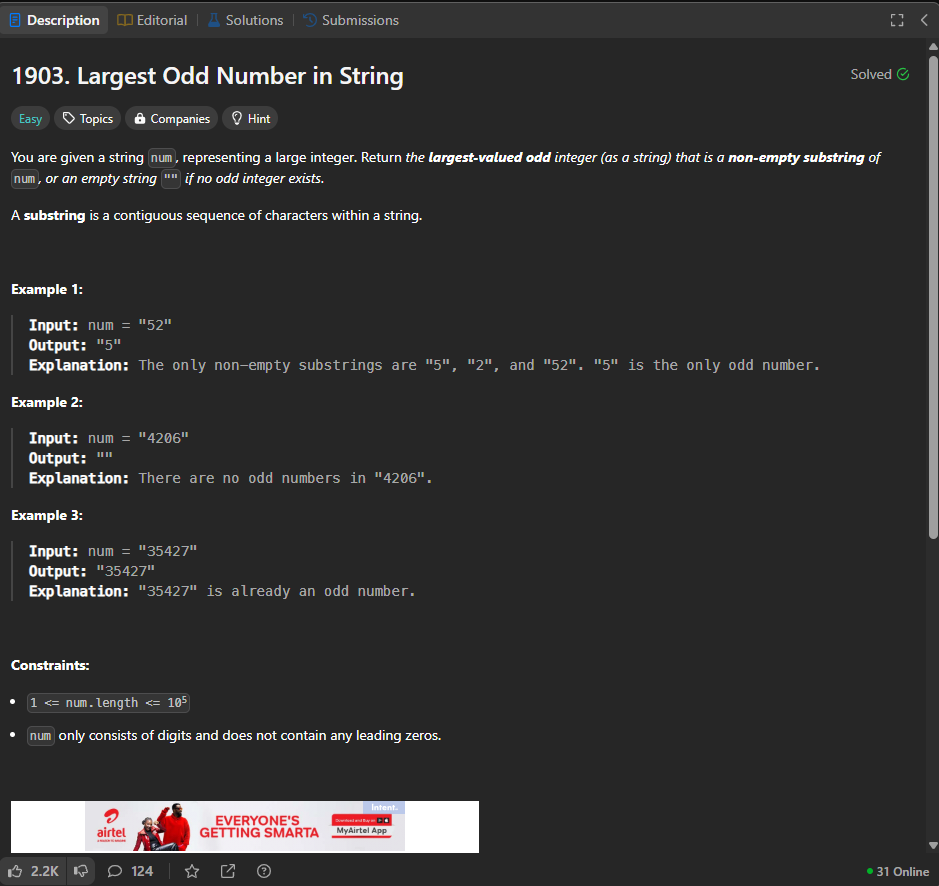 Description
Editorial
Solutions
Submissions
1903. Largest Odd Number in String
Solved
Easy
Topics
Companies
Hint
You are given a string num, representing a large integer. Return the largest-valued odd integer (as a string) that is a non-empty substring of
num, or an empty string "" if no odd integer exists.
A substring is a contiguous sequence of characters within a string.
Example 1:
Input: num = "52"
Output: "5"
Explanation: The only non-empty substrings are "5", "2", and "52". "5" is the only odd number.
Example 2:
Input: num = "4206"
Output: ""
Explanation: There are no odd numbers in "4206".
Example 3:
Input: num = "35427"
Output: "35427"
Explanation: "35427" is already an odd number.
Constraints:
1 <= num.length <= 10⁵
num only consists of digits and does not contain any leading zeros.
airtel
EVERYONE'S
GETTING SMARTA
Intent.
MyAirtel App
2.2K
124
31 Online